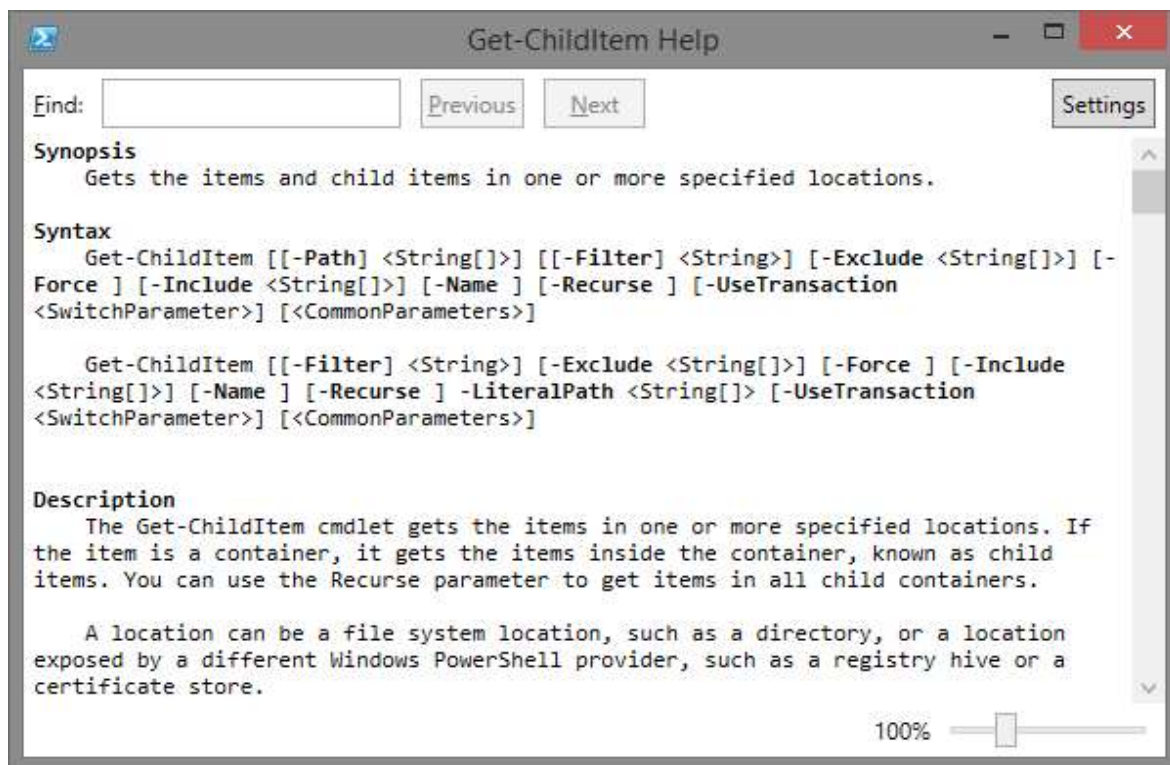 Get-ChildItem Help
Find:
Previous
Next
Settings
Synopsis
Gets the items and child items in one or more specified locations.
Syntax
Get-ChildItem [[-Path] <String[]>] [[-Filter] <String>] [-Exclude <String[]>] [-
Force ] [-Include <String[]>] [-Name ] [-Recurse ] [-UseTransaction
<SwitchParameter>] [<CommonParameters>]
Get-ChildItem [[-Filter] <String>] [-Exclude <String[]>] [-Force ] [-Include
<String[]>] [-Name ] [-Recurse ] -LiteralPath <String[]> [-UseTransaction
<SwitchParameter>] [<CommonParameters>]
Description
The Get-ChildItem cmdlet gets the items in one or more specified locations. If
the item is a container, it gets the items inside the container, known as child
items. You can use the Recurse parameter to get items in all child containers.
A location can be a file system location, such as a directory, or a location
exposed by a different Windows PowerShell provider, such as a registry hive or a
certificate store.
100%